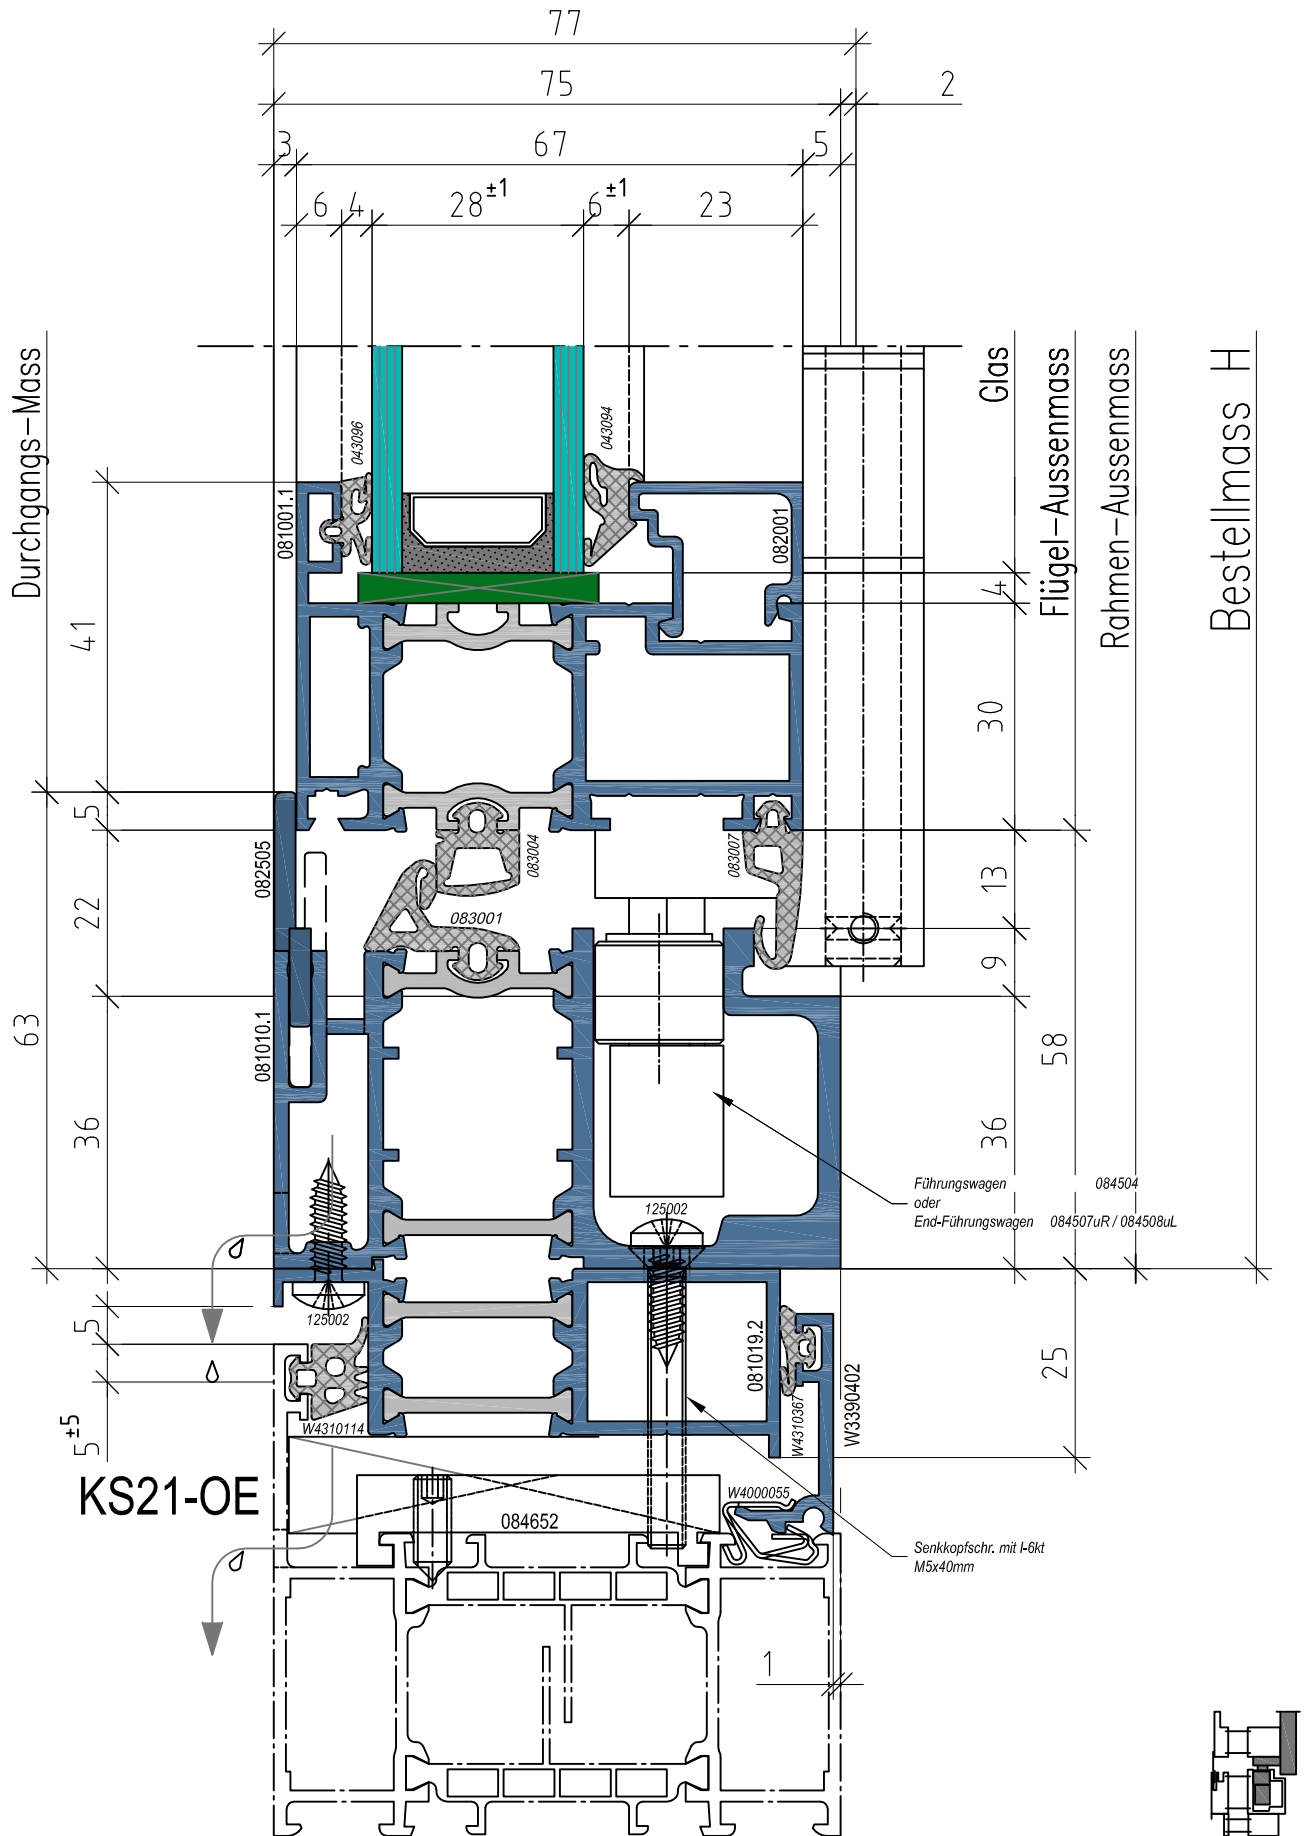 77
75
2
3
67
5
6
4
28±1
6±1
23
Durchgangs-Mass
Glas
Flügel-Aussenmass
Rahmen-Aussenmass
Bestellmass H
043096
043094
081001.1
082001
41
4
30
5
082505
083004
083007
13
22
083001
9
63
081010.1
58
36
36
Führungswagen 084504
oder
End-Führungswagen 084507uR / 084508uL
125002
125002
5
081019.2
25
W3390402
W4310367
5±5
W4310114
KS21-OE
W4000055
084652
Senkkopfschr. mit I-6kt
M5x40mm
1